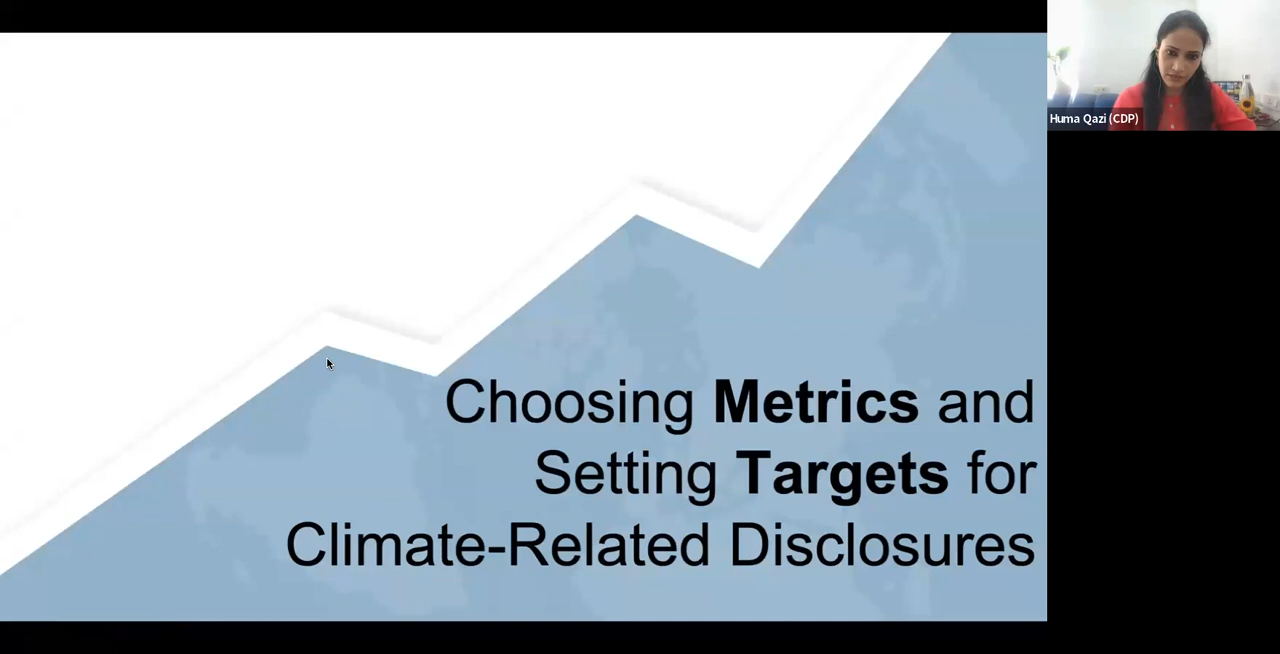 Huma Qazi (CDP)
Choosing Metrics and
Setting Targets for
Climate-Related Disclosures